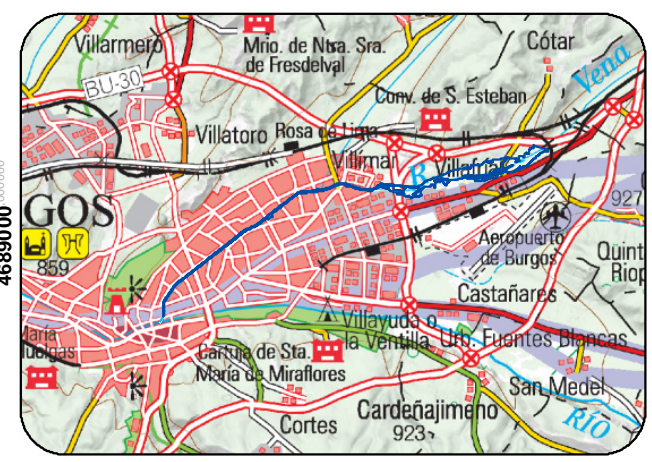 Villarmero
Mrio. de Ntra. Sra.
de Fresdelval
Cótar
Vena
BU-30
Conv. de S. Esteban
Villatoro
Rosa de Lima
Villimar
R.
Villafría
GOS
927
859
Aeropuerto
de Burgos
Quint
Riop
Castañares
4689000
Villayuda o
la Ventilla
Urb. Fuentes Blancas
María
Huelgas
Cartuja de Sta.
María de Miraflores
San Medel
Cardeñajimeno
923
Cortes
RÍO